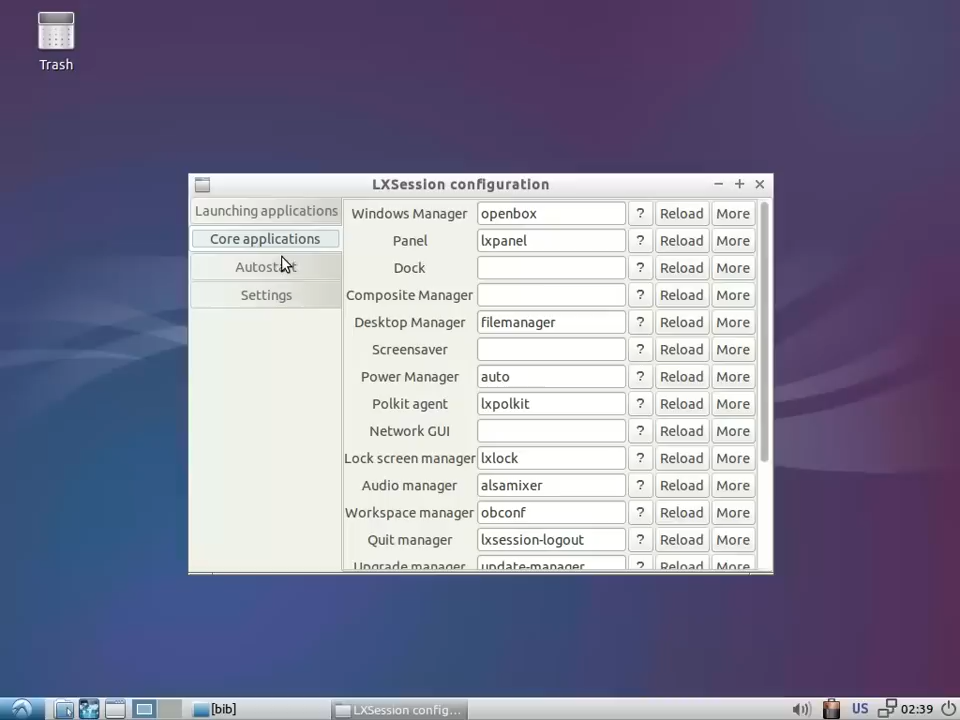 Trash
LXSession configuration
Launching applications
Core applications
Autostart
Settings
Windows Manager openbox ? Reload More
Panel lxpanel ? Reload More
Dock ? Reload More
Composite Manager ? Reload More
Desktop Manager filemanager ? Reload More
Screensaver ? Reload More
Power Manager auto ? Reload More
Polkit agent lxpolkit ? Reload More
Network GUI ? Reload More
Lock screen manager lxlock ? Reload More
Audio manager alsamixer ? Reload More
Workspace manager obconf ? Reload More
Quit manager lxsession-logout ? Reload More
Upgrade manager update-manager ? Reload More
[bib] LXSession config... US 02:39